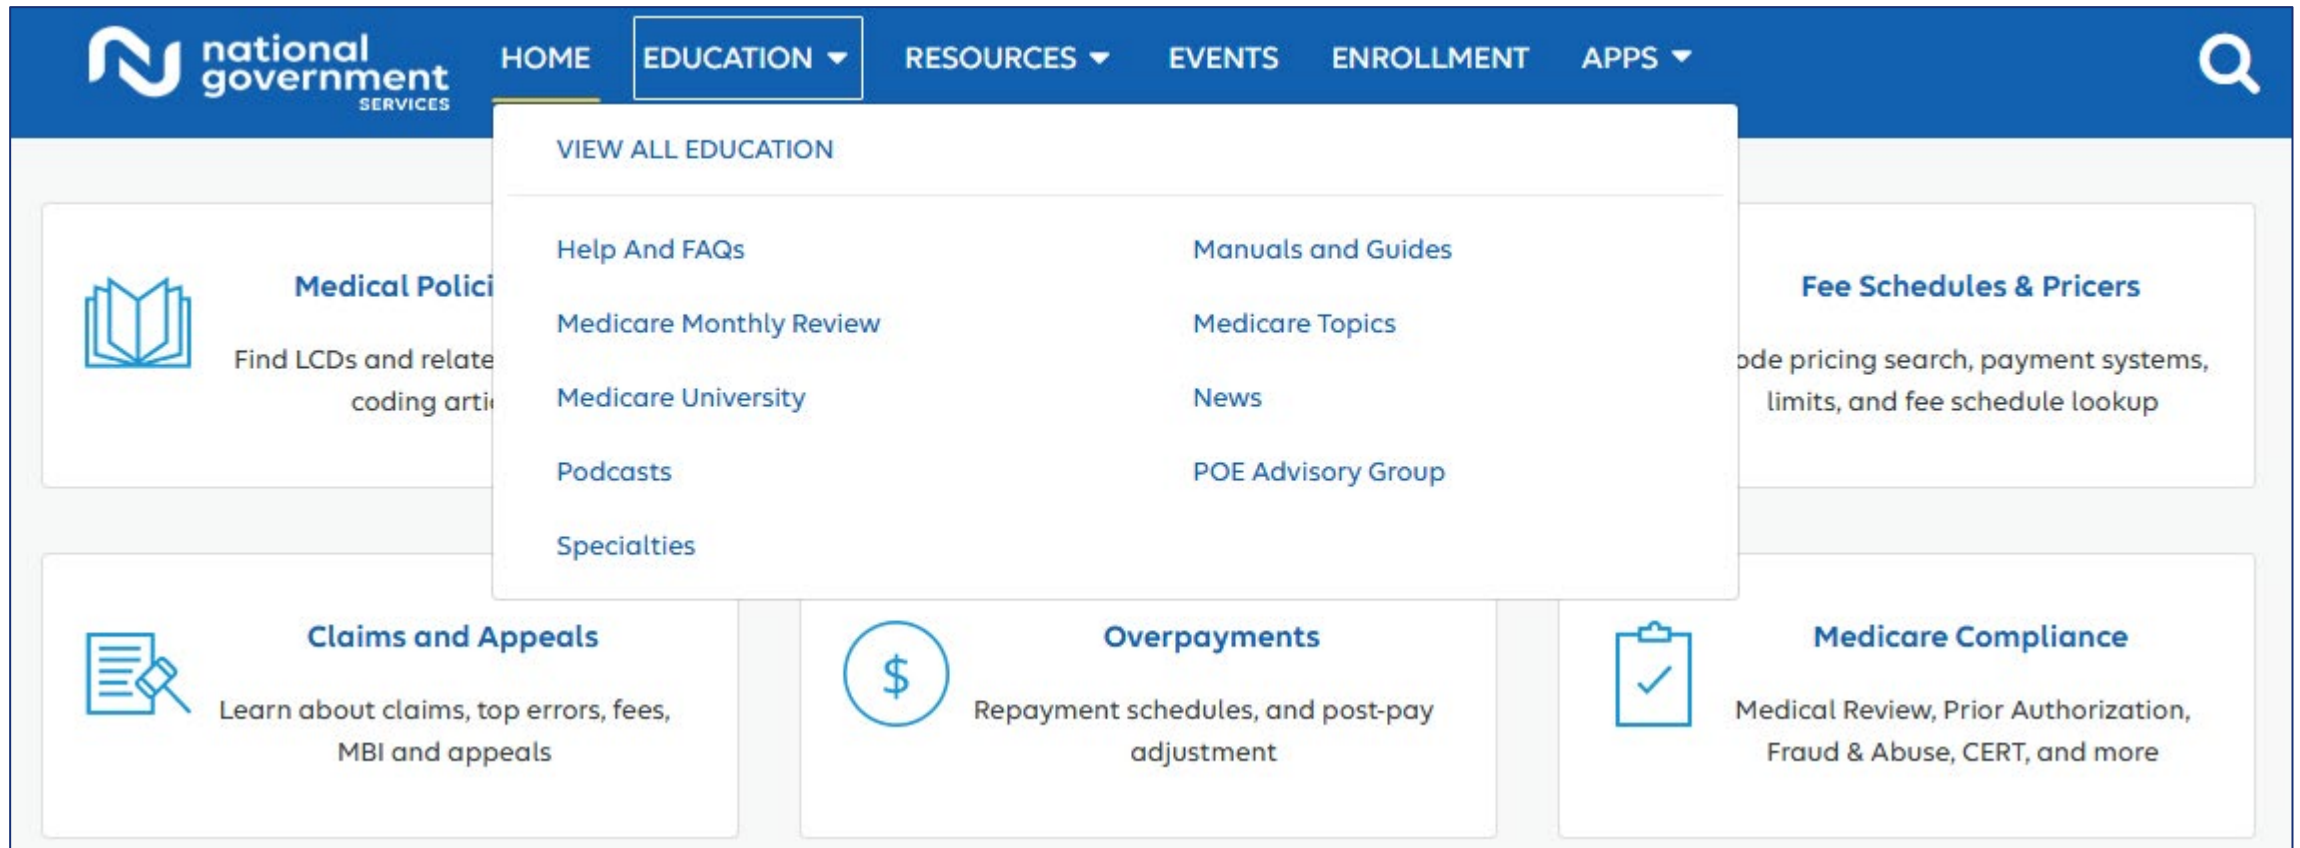 national
government
SERVICES
HOME
EDUCATION
RESOURCES
EVENTS
ENROLLMENT
APPS
VIEW ALL EDUCATION
Help And FAQs
Manuals and Guides
Medicare Monthly Review
Medicare Topics
Medicare University
News
Podcasts
POE Advisory Group
Specialties
Medical Polici
Find LCDs and relate
coding artic
Fee Schedules & Pricers
ode pricing search, payment systems,
limits, and fee schedule lookup
Claims and Appeals
Learn about claims, top errors, fees,
MBI and appeals
$
Overpayments
Repayment schedules, and post-pay
adjustment
Medicare Compliance
Medical Review, Prior Authorization,
Fraud & Abuse, CERT, and more